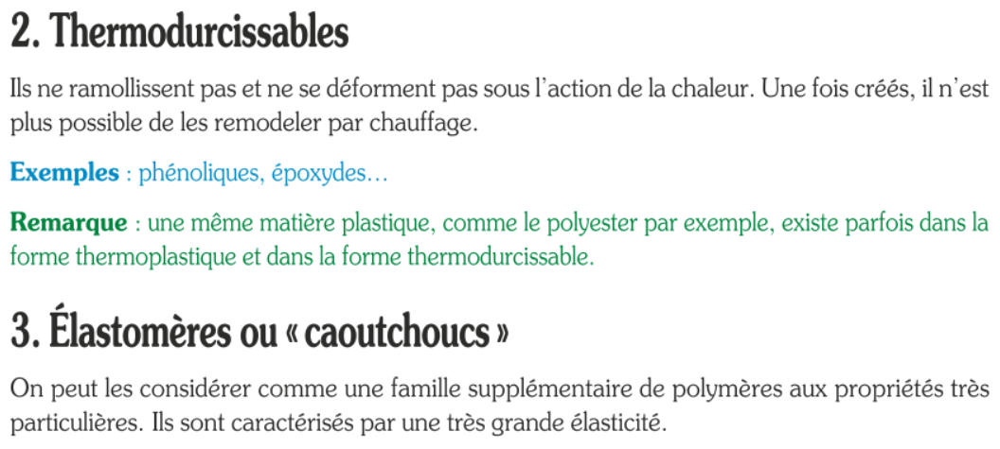 2. Thermodurcissables
Ils ne ramollissent pas et ne se déforment pas sous l’action de la chaleur. Une fois créés, il n’est
plus possible de les remodeler par chauffage.
Exemples : phénoliques, époxydes...
Remarque : une même matière plastique, comme le polyester par exemple, existe parfois dans la
forme thermoplastique et dans la forme thermodurcissable.
3. Élastomères ou « caoutchoucs »
On peut les considérer comme une famille supplémentaire de polymères aux propriétés très
particulières. Ils sont caractérisés par une très grande élasticité.